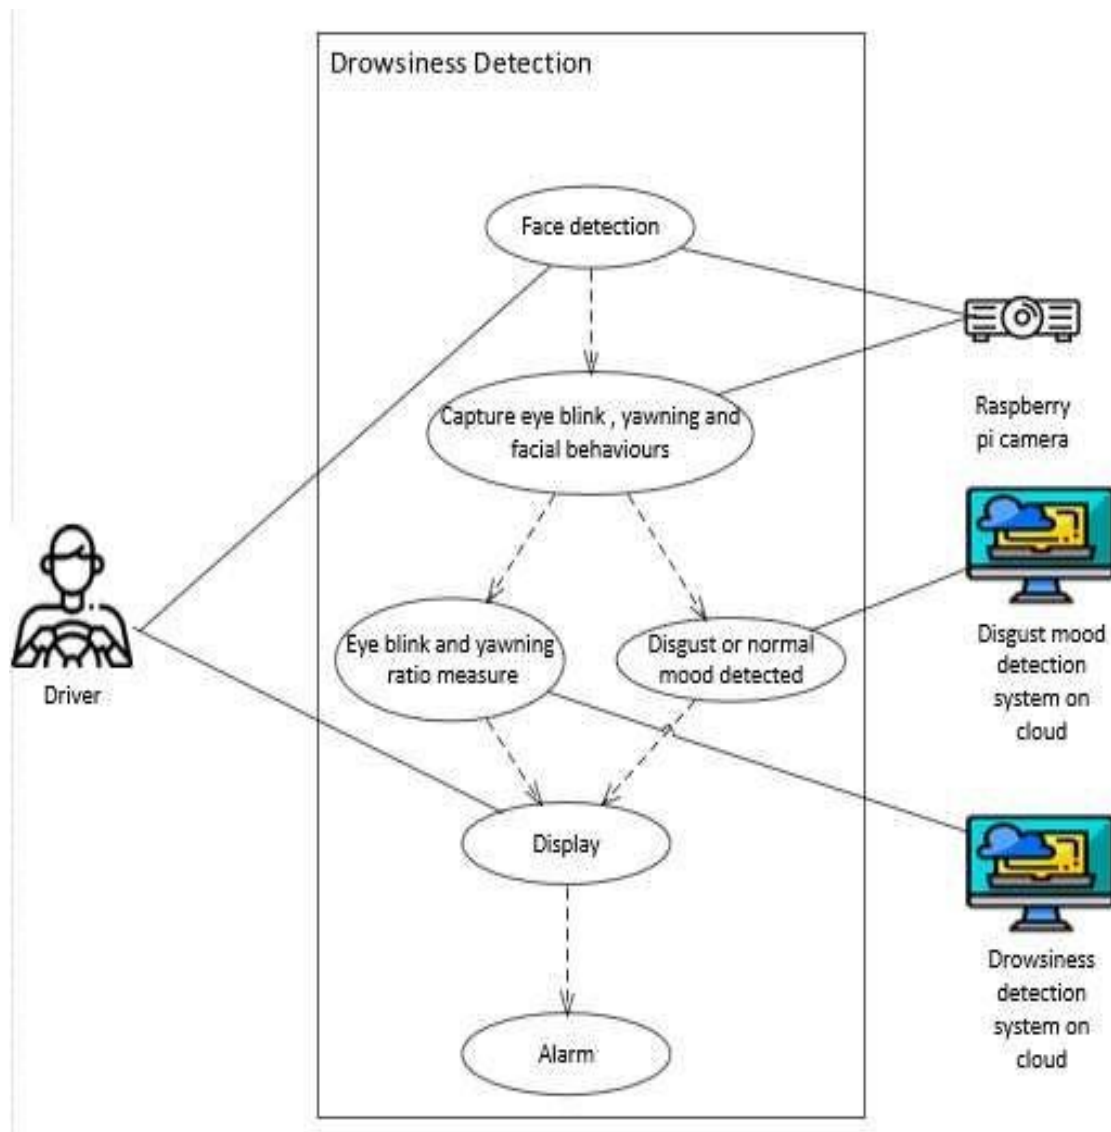 Drowsiness Detection
Face detection
Capture eye blink , yawning and
facial behaviours
Raspberry
pi camera
Eye blink and yawning
ratio measure
Disgust or normal
mood detected
Disgust mood
detection
system on
cloud
Driver
Display
Drowsiness
detection
system on
cloud
Alarm